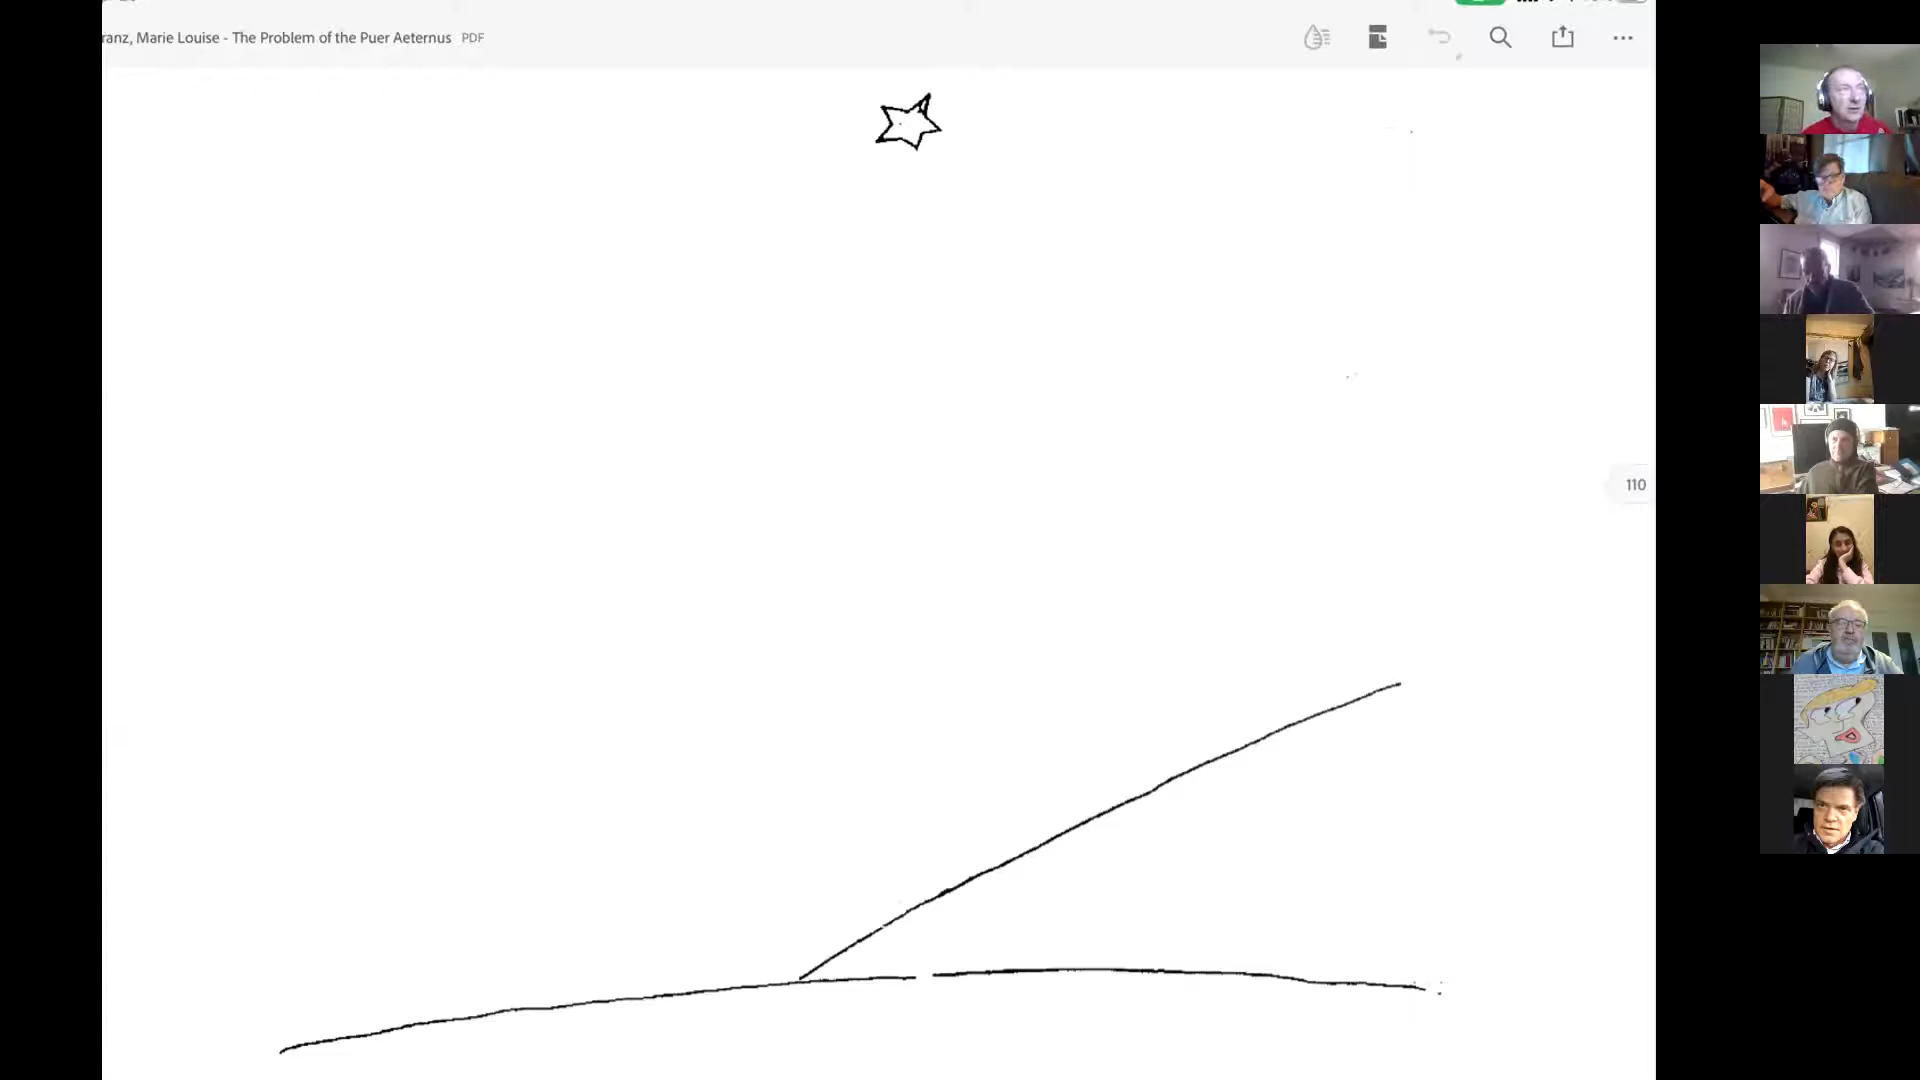 ranz, Marie Louise - The Problem of the Puer Aeternus PDF
110